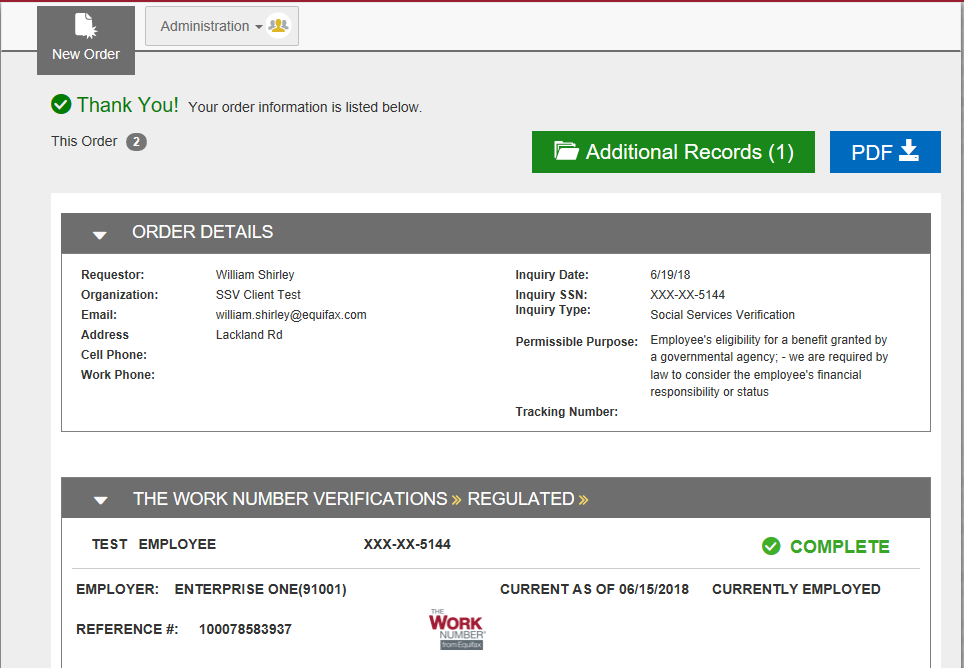 Administration
New Order
Thank You! Your order information is listed below.
This Order 2
Additional Records (1) PDF
ORDER DETAILS
Requestor: William Shirley Inquiry Date: 6/19/18
Organization: SSV Client Test Inquiry SSN: XXX-XX-5144
Email: william.shirley@equifax.com Inquiry Type: Social Services Verification
Address Lackland Rd
Cell Phone: Permissible Purpose: Employee's eligibility for a benefit granted by
a governmental agency; - we are required by
Work Phone: law to consider the employee's financial
responsibility or status
Tracking Number:
THE WORK NUMBER VERIFICATIONS » REGULATED »
TEST EMPLOYEE XXX-XX-5144 COMPLETE
EMPLOYER: ENTERPRISE ONE(91001) CURRENT AS OF 06/15/2018 CURRENTLY EMPLOYED
REFERENCE #: 100078583937
THE
WORK
NUMBER
from Equifax